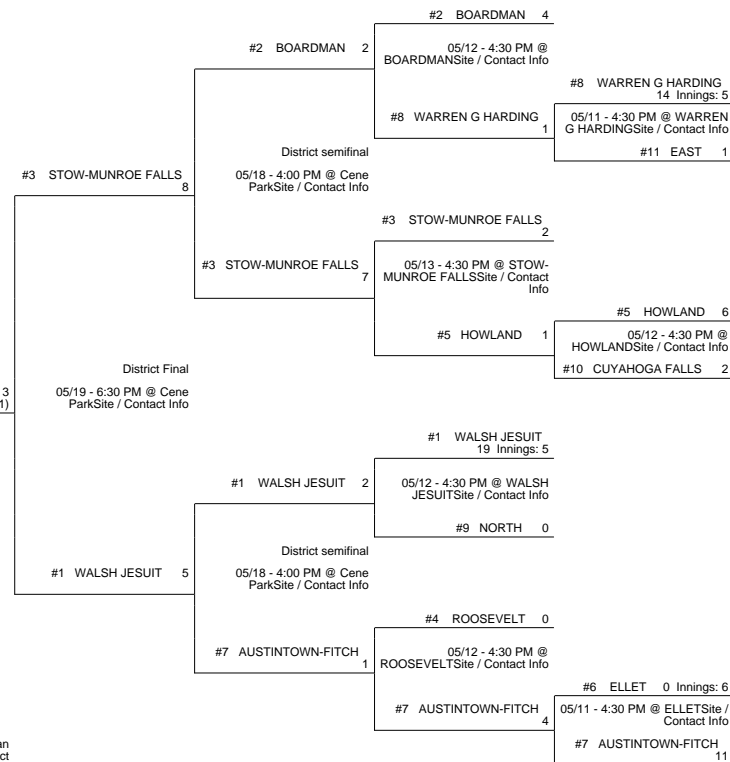 #2 BOARDMAN 4
#2 BOARDMAN 2
05/12 - 4:30 PM @
BOARDMANSite / Contact Info
#8 WARREN G HARDING
14 Innings: 5
#8 WARREN G HARDING
1
05/11 - 4:30 PM @ WARREN
G HARDINGSite / Contact Info
#11 EAST 1
District semifinal
05/18 - 4:00 PM @ Cene
ParkSite / Contact Info
#3 STOW-MUNROE FALLS
8
#3 STOW-MUNROE FALLS
2
#3 STOW-MUNROE FALLS
7
05/13 - 4:30 PM @ STOW-
MUNROE FALLSSite / Contact
Info
#5 HOWLAND 6
#5 HOWLAND 1
05/12 - 4:30 PM @
HOWLANDSite / Contact Info
#10 CUYAHOGA FALLS 2
District Final
05/19 - 6:30 PM @ Cene
ParkSite / Contact Info
3
1)
#1 WALSH JESUIT
19 Innings: 5
#1 WALSH JESUIT 2
05/12 - 4:30 PM @ WALSH
JESUITSite / Contact Info
#9 NORTH 0
District semifinal
05/18 - 4:00 PM @ Cene
ParkSite / Contact Info
#1 WALSH JESUIT 5
#4 ROOSEVELT 0
#7 AUSTINTOWN-FITCH
1
05/12 - 4:30 PM @
ROOSEVELTSite / Contact Info
#6 ELLET 0 Innings: 6
#7 AUSTINTOWN-FITCH
4
05/11 - 4:30 PM @ ELLETSite /
Contact Info
#7 AUSTINTOWN-FITCH
11
an
ct